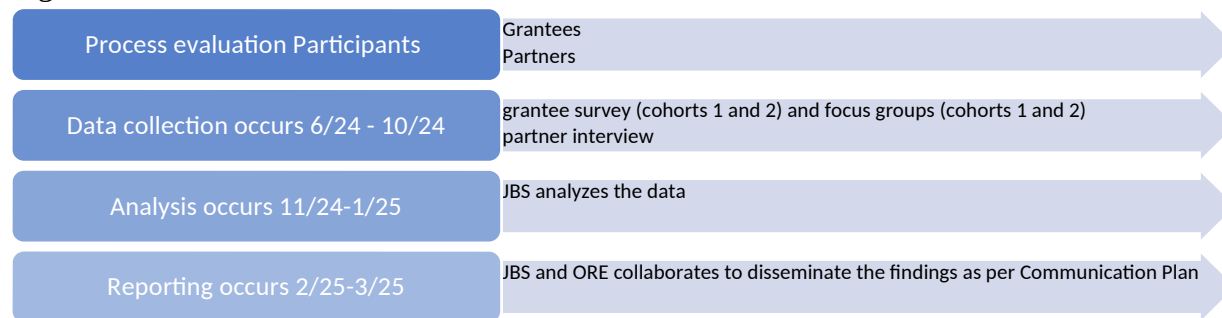 Process evaluation Participants
Grantees
Partners
Data collection occurs 6/24 - 10/24
grantee survey (cohorts 1 and 2) and focus groups (cohorts 1 and 2)
partner interview
Analysis occurs 11/24-1/25
JBS analyzes the data
Reporting occurs 2/25-3/25
JBS and ORE collaborates to disseminate the findings as per Communication Plan